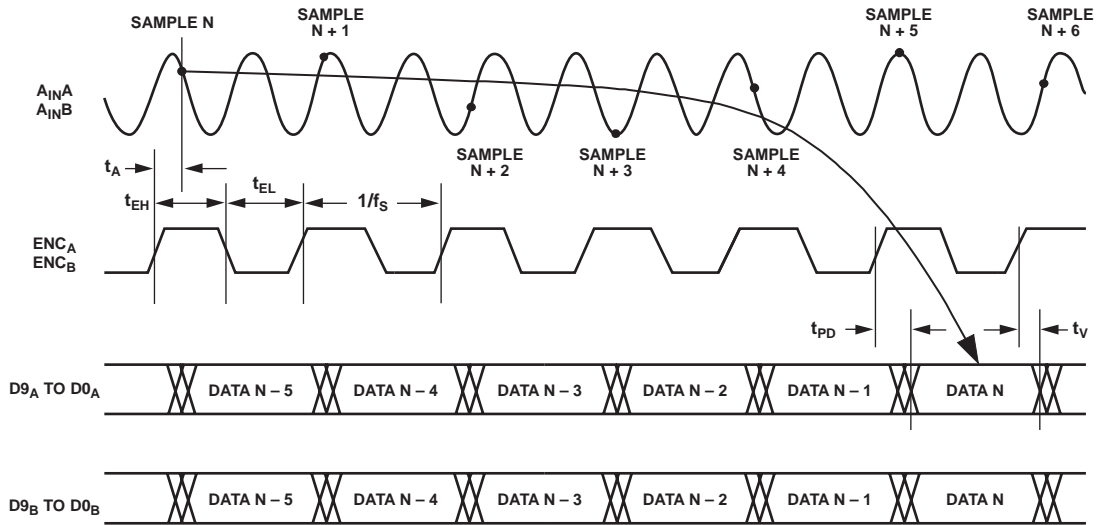 SAMPLE N
SAMPLE
N + 1
SAMPLE
N + 5
SAMPLE
N + 6
AINA
AINB
SAMPLE
N + 2
SAMPLE
N + 3
SAMPLE
N + 4
tA
tEH
tEL
1/fS
ENCA
ENCB
tPD
tV
D9A TO D0A
DATA N – 5
DATA N – 4
DATA N – 3
DATA N – 2
DATA N – 1
DATA N
D9B TO D0B
DATA N – 5
DATA N – 4
DATA N – 3
DATA N – 2
DATA N – 1
DATA N